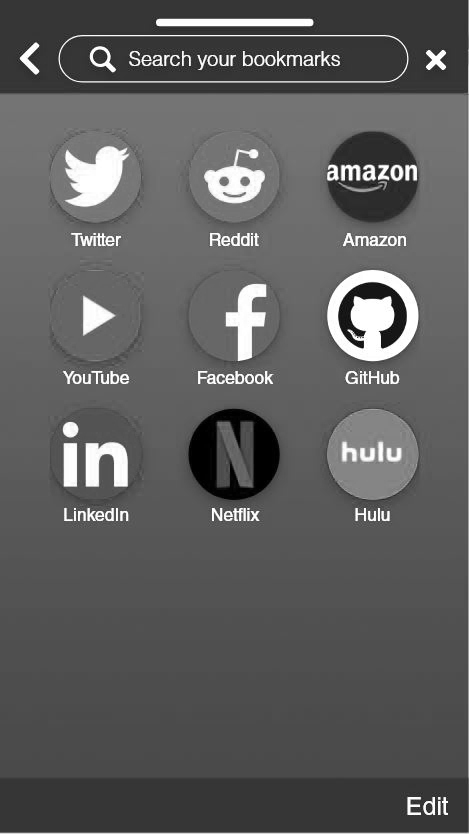 Search your bookmarks
amazon
Twitter Reddit Amazon
YouTube Facebook GitHub
in hulu
LinkedIn Netflix Hulu
Edit